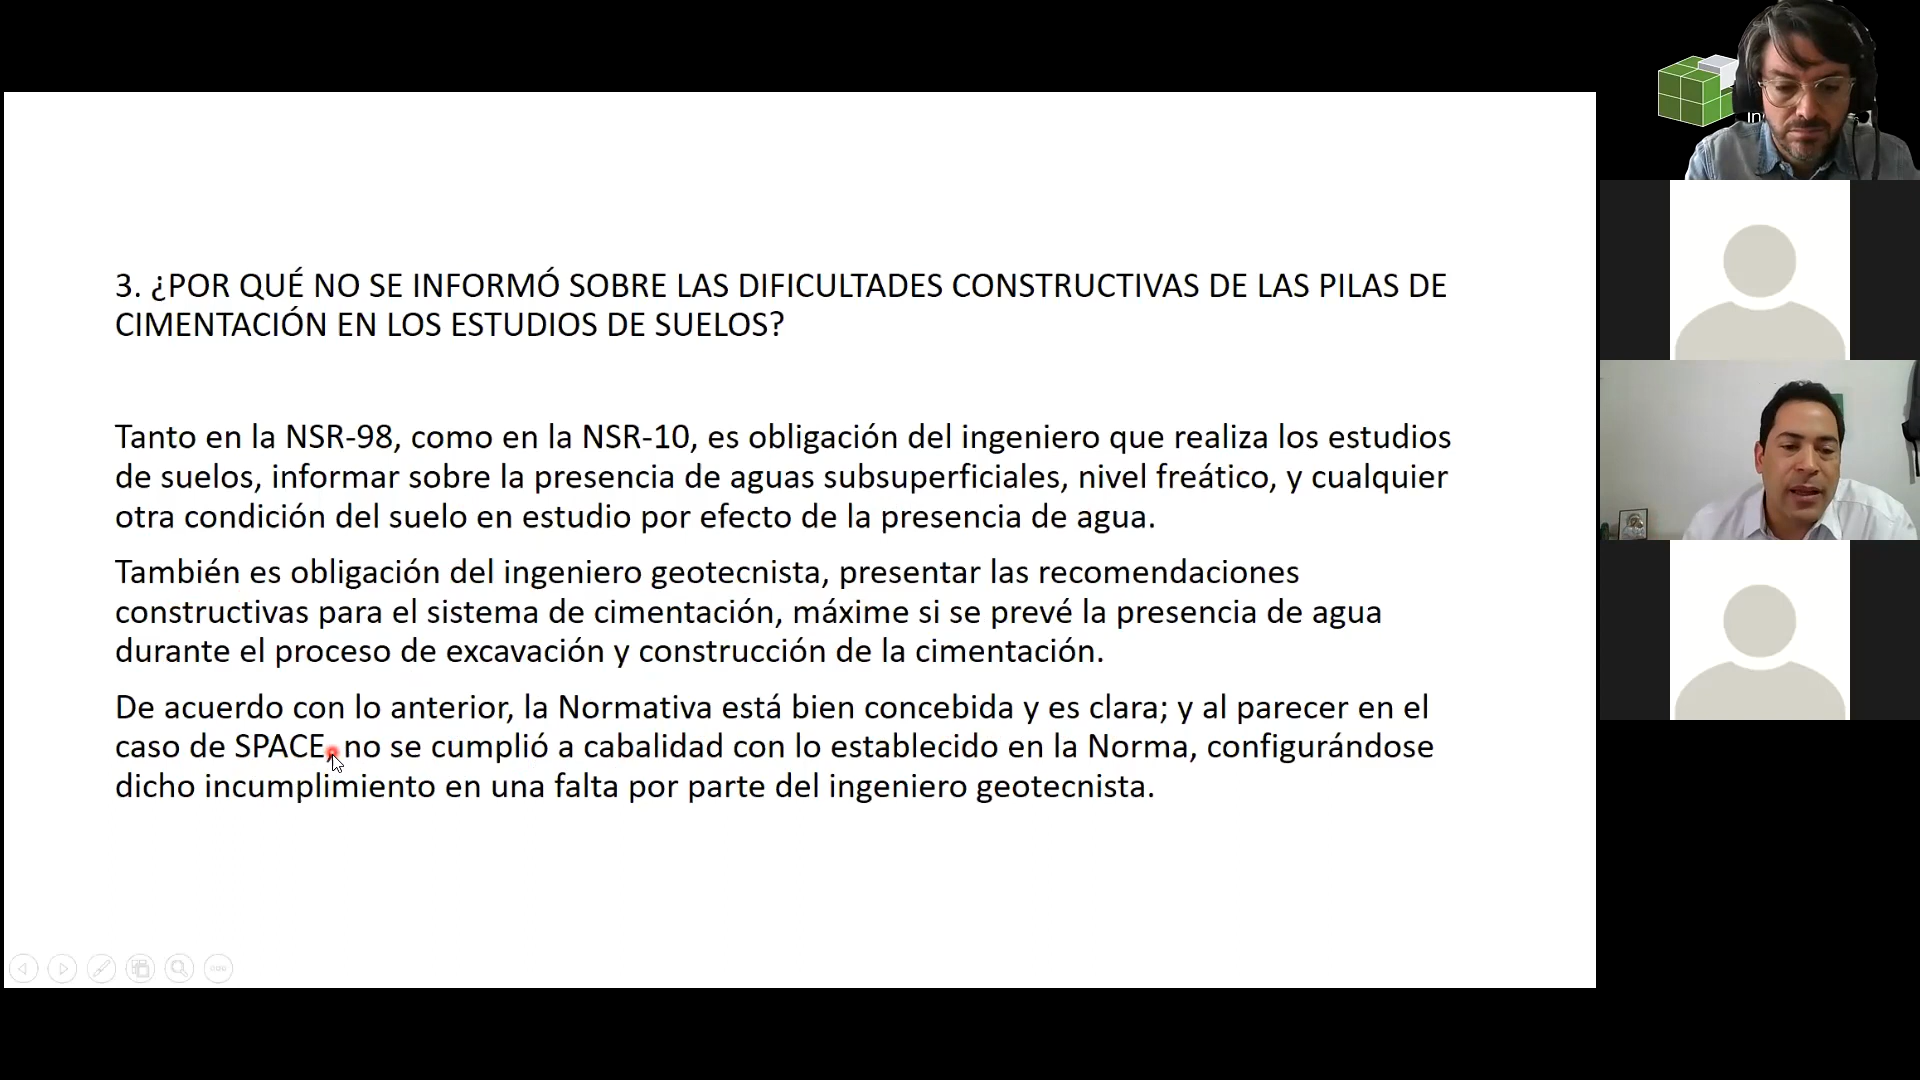 3. ¿POR QUÉ NO SE INFORMÓ SOBRE LAS DIFICULTADES CONSTRUCTIVAS DE LAS PILAS DE
CIMENTACIÓN EN LOS ESTUDIOS DE SUELOS?
Tanto en la NSR-98, como en la NSR-10, es obligación del ingeniero que realiza los estudios
de suelos, informar sobre la presencia de aguas subsuperficiales, nivel freático, y cualquier
otra condición del suelo en estudio por efecto de la presencia de agua.
También es obligación del ingeniero geotecnista, presentar las recomendaciones
constructivas para el sistema de cimentación, máxime si se prevé la presencia de agua
durante el proceso de excavación y construcción de la cimentación.
De acuerdo con lo anterior, la Normativa está bien concebida y es clara; y al parecer en el
caso de SPACE, no se cumplió a cabalidad con lo establecido en la Norma, configurándose
dicho incumplimiento en una falta por parte del ingeniero geotecnista.